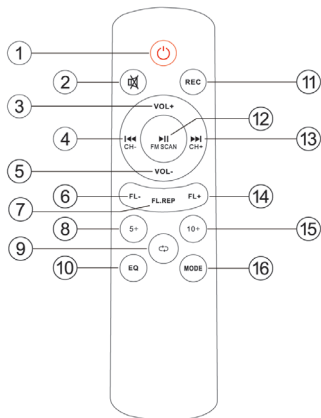 1
2
REC
11
3
VOL+
12
4
CH-
FM SCAN
CH+
13
5
VOL-
6
FL-
FL.REP
FL+
14
7
8
5+
10+
15
9
10
EQ
MODE
16